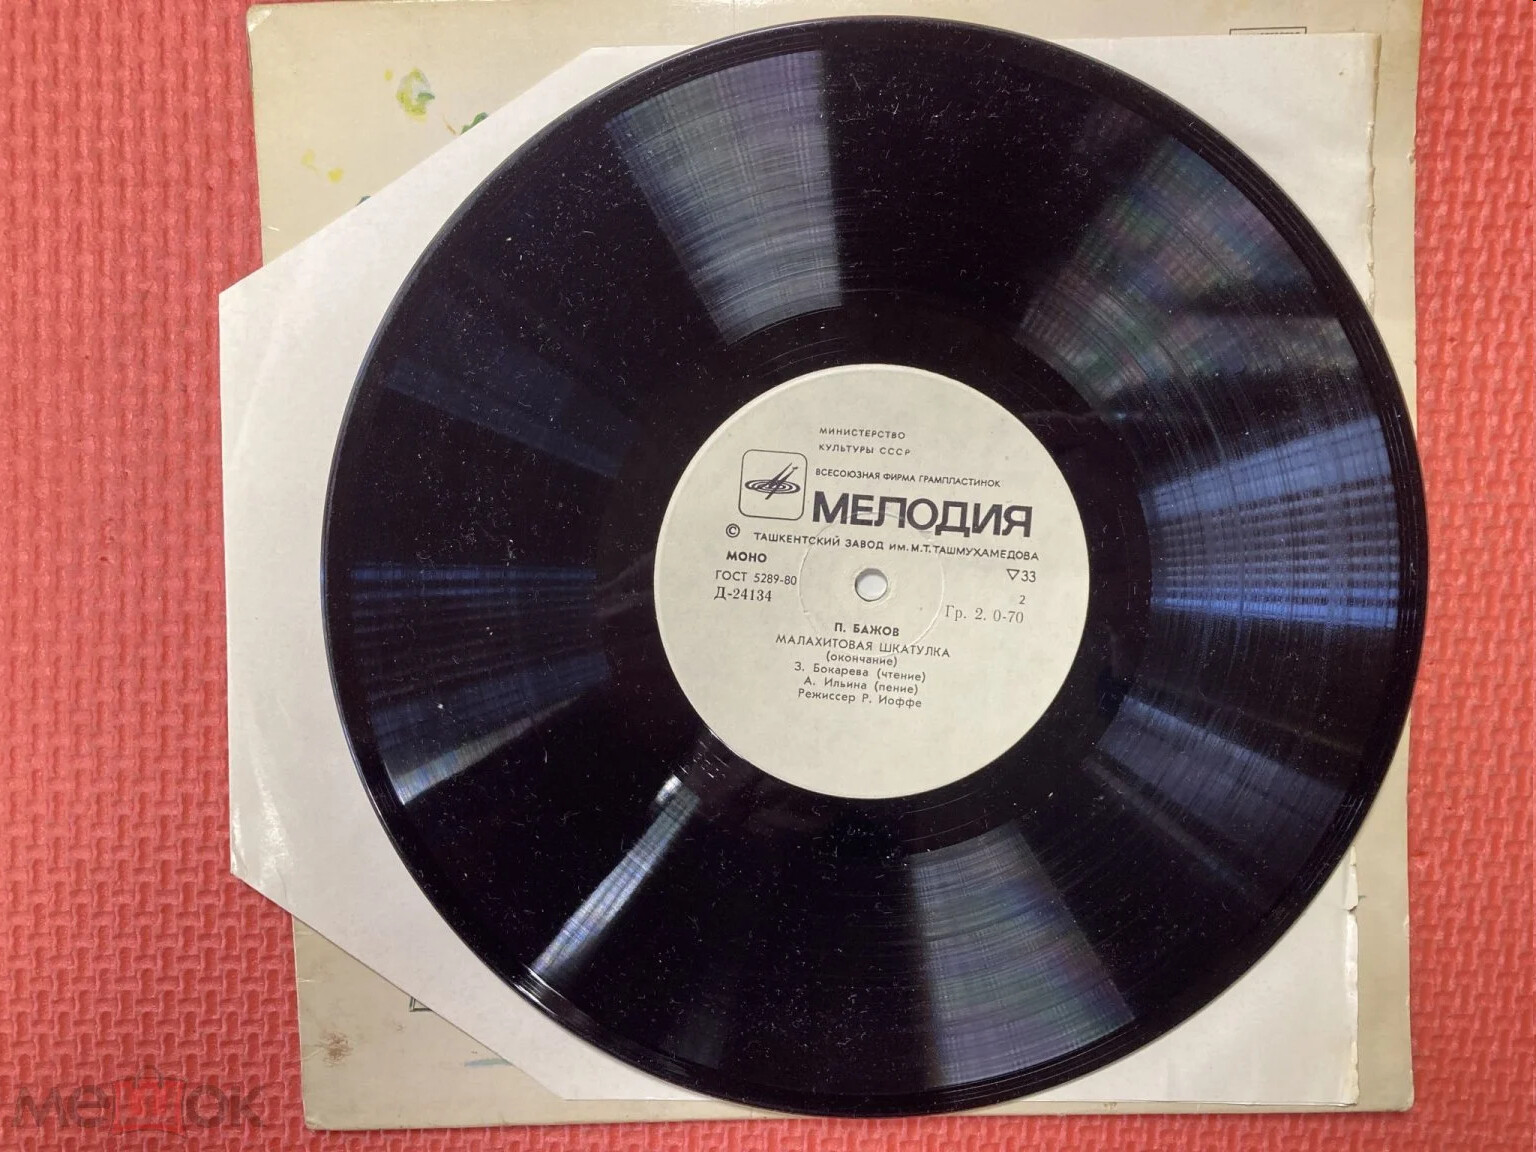 МИНИСТЕРСТВО
КУЛЬТУРЫ СССР
ВСЕСОЮЗНАЯ ФИРМА ГРАМПЛАСТИНОК
МЕЛОДИЯ
© ТАШКЕНТСКИЙ ЗАВОД им. М.Т. ТАШМУХАМЕДОВА
МОНО
ГОСТ 5289-80
▽33
Д-24134
2
Гр. 2. 0-70
П. БАЖОВ
МАЛАХИТОВАЯ ШКАТУЛКА
(окончание)
З. Бокарева (чтение)
А. Ильина (пение)
Режиссер Р. Иоффе
мешок